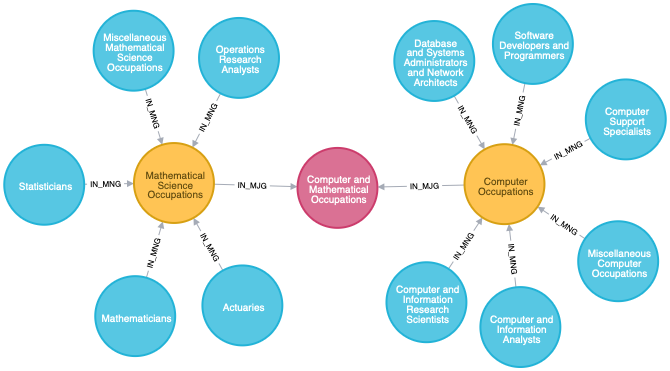 Miscellaneous
Mathematical
Science
Occupations
Operations
Research
Analysts
Database
and Systems
Administrators
and Network
Architects
Software
Developers and
Programmers
Computer
Support
Specialists
IN_MNG
IN_MNG
IN_MNG
IN_MNG
IN_MNG
Statisticians
IN_MNG
Mathematical
Science
Occupations
IN_MJG
Computer and
Mathematical
Occupations
IN_MJG
Computer
Occupations
IN_MNG
IN_MNG
IN_MNG
IN_MNG
IN_MNG
Miscellaneous
Computer
Occupations
Mathematicians
Actuaries
Computer and
Information
Research
Scientists
Computer and
Information
Analysts